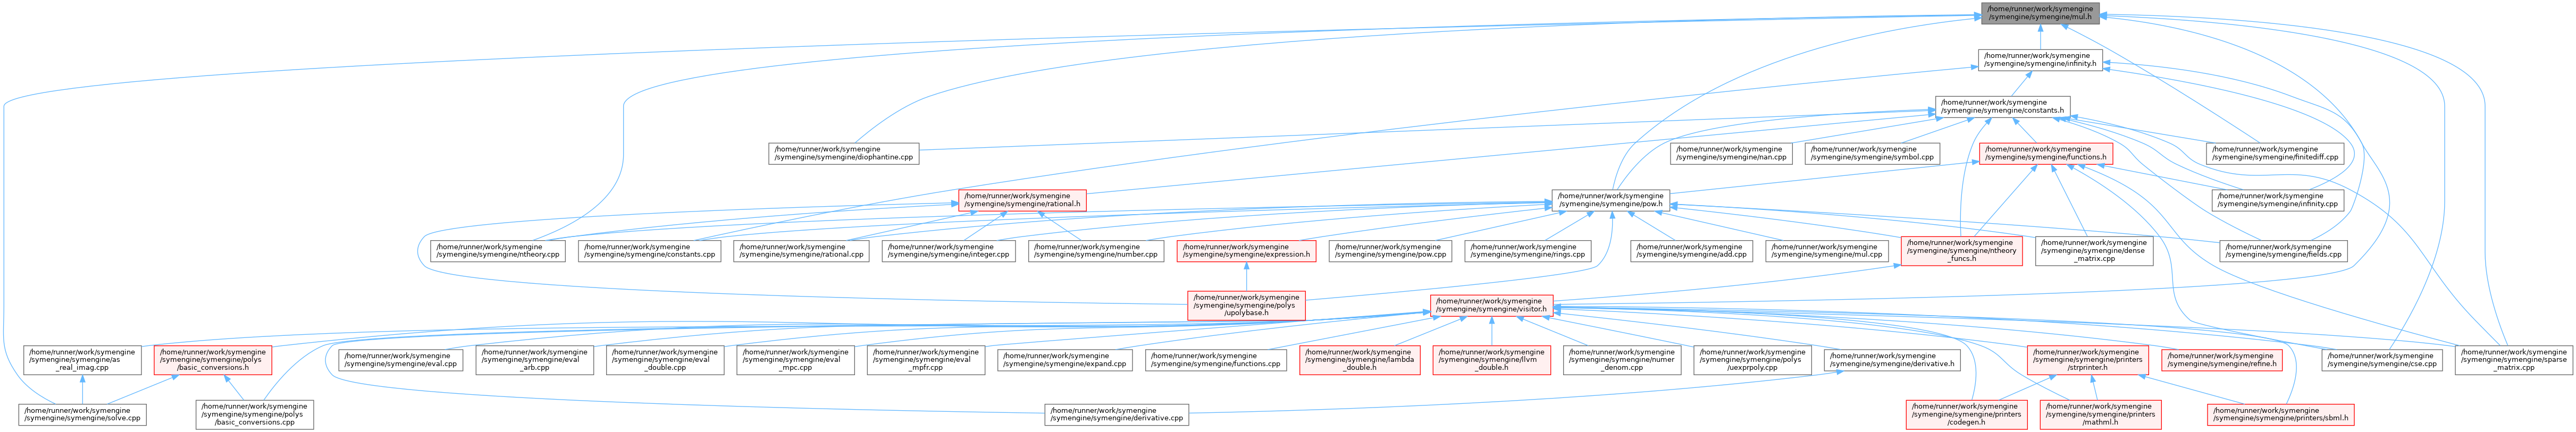 /home/runner/work/symengine
/symengine/symengine/mul.h
/home/runner/work/symengine
/symengine/symengine/infinity.h
/home/runner/work/symengine
/symengine/symengine/constants.h
/home/runner/work/symengine
/symengine/symengine/diophantine.cpp
/home/runner/work/symengine
/symengine/symengine/nan.cpp
/home/runner/work/symengine
/symengine/symengine/symbol.cpp
/home/runner/work/symengine
/symengine/symengine/functions.h
/home/runner/work/symengine
/symengine/symengine/finitediff.cpp
/home/runner/work/symengine
/symengine/symengine/rational.h
/home/runner/work/symengine
/symengine/symengine/pow.h
/home/runner/work/symengine
/symengine/symengine/infinity.cpp
/home/runner/work/symengine
/symengine/symengine/ntheory.cpp
/home/runner/work/symengine
/symengine/symengine/constants.cpp
/home/runner/work/symengine
/symengine/symengine/rational.cpp
/home/runner/work/symengine
/symengine/symengine/integer.cpp
/home/runner/work/symengine
/symengine/symengine/number.cpp
/home/runner/work/symengine
/symengine/symengine/expression.h
/home/runner/work/symengine
/symengine/symengine/pow.cpp
/home/runner/work/symengine
/symengine/symengine/rings.cpp
/home/runner/work/symengine
/symengine/symengine/add.cpp
/home/runner/work/symengine
/symengine/symengine/mul.cpp
/home/runner/work/symengine
/symengine/symengine/ntheory
_funcs.h
/home/runner/work/symengine
/symengine/symengine/dense
_matrix.cpp
/home/runner/work/symengine
/symengine/symengine/fields.cpp
/home/runner/work/symengine
/symengine/symengine/polys
/upolybase.h
/home/runner/work/symengine
/symengine/symengine/visitor.h
/home/runner/work/symengine
/symengine/symengine/as
_real_imag.cpp
/home/runner/work/symengine
/symengine/symengine/polys
/basic_conversions.h
/home/runner/work/symengine
/symengine/symengine/eval.cpp
/home/runner/work/symengine
/symengine/symengine/eval
_arb.cpp
/home/runner/work/symengine
/symengine/symengine/eval
_double.cpp
/home/runner/work/symengine
/symengine/symengine/eval
_mpc.cpp
/home/runner/work/symengine
/symengine/symengine/eval
_mpfr.cpp
/home/runner/work/symengine
/symengine/symengine/expand.cpp
/home/runner/work/symengine
/symengine/symengine/functions.cpp
/home/runner/work/symengine
/symengine/symengine/lambda
_double.h
/home/runner/work/symengine
/symengine/symengine/llvm
_double.h
/home/runner/work/symengine
/symengine/symengine/numer
_denom.cpp
/home/runner/work/symengine
/symengine/symengine/polys
/uexprpoly.cpp
/home/runner/work/symengine
/symengine/symengine/derivative.h
/home/runner/work/symengine
/symengine/symengine/printers
/strprinter.h
/home/runner/work/symengine
/symengine/symengine/refine.h
/home/runner/work/symengine
/symengine/symengine/cse.cpp
/home/runner/work/symengine
/symengine/symengine/sparse
_matrix.cpp
/home/runner/work/symengine
/symengine/symengine/solve.cpp
/home/runner/work/symengine
/symengine/symengine/polys
/basic_conversions.cpp
/home/runner/work/symengine
/symengine/symengine/derivative.cpp
/home/runner/work/symengine
/symengine/symengine/printers
/codegen.h
/home/runner/work/symengine
/symengine/symengine/printers
/mathml.h
/home/runner/work/symengine
/symengine/symengine/printers/sbml.h